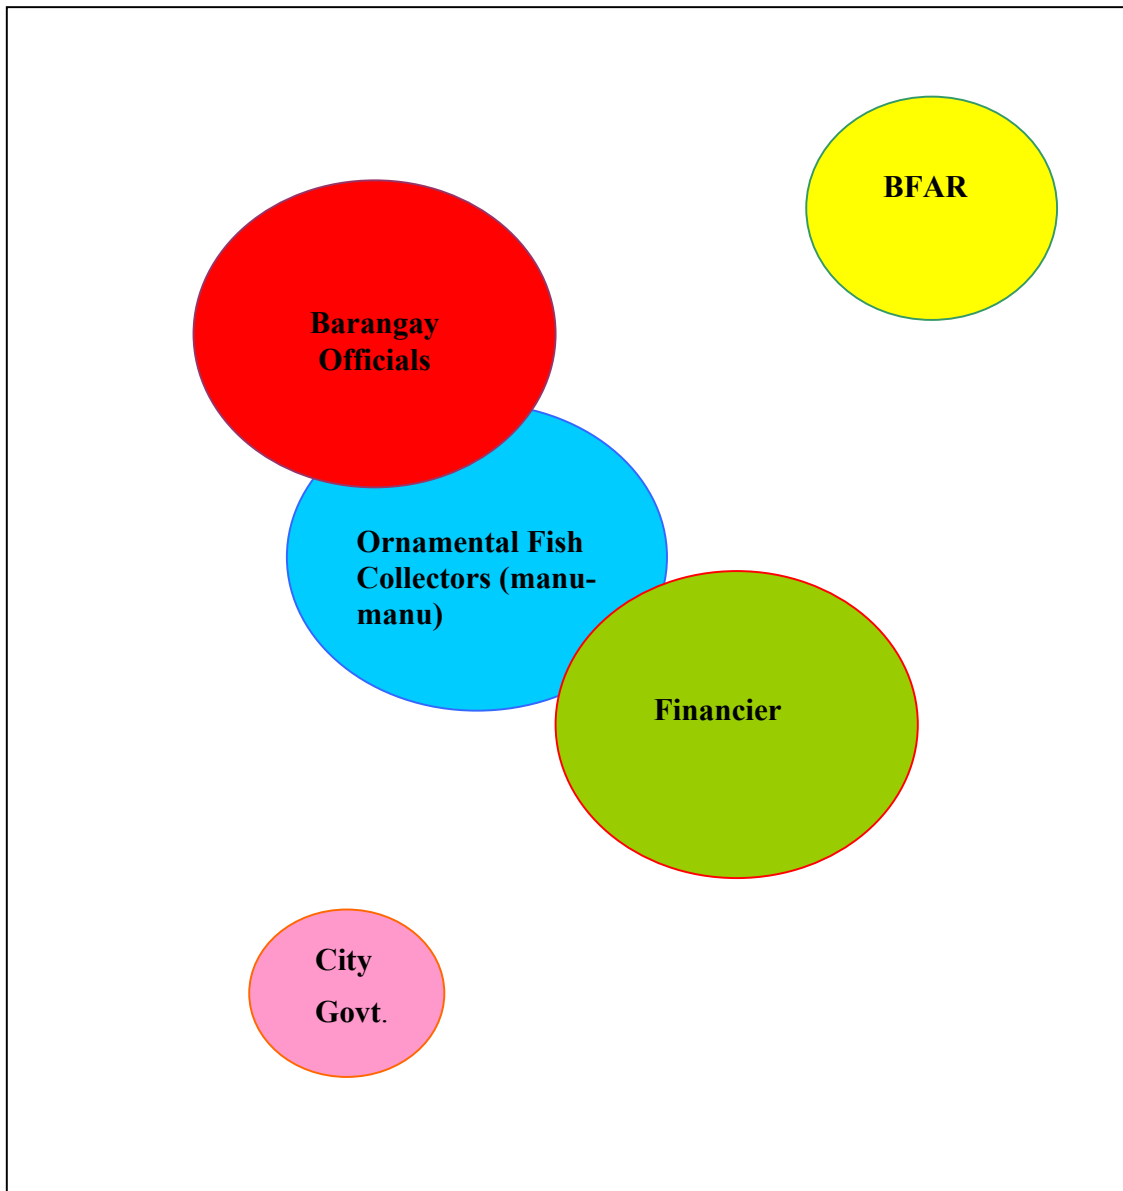 BFAR
Barangay
Officials
Ornamental Fish
Collectors (manu-
manu)
Financier
City
Govt.